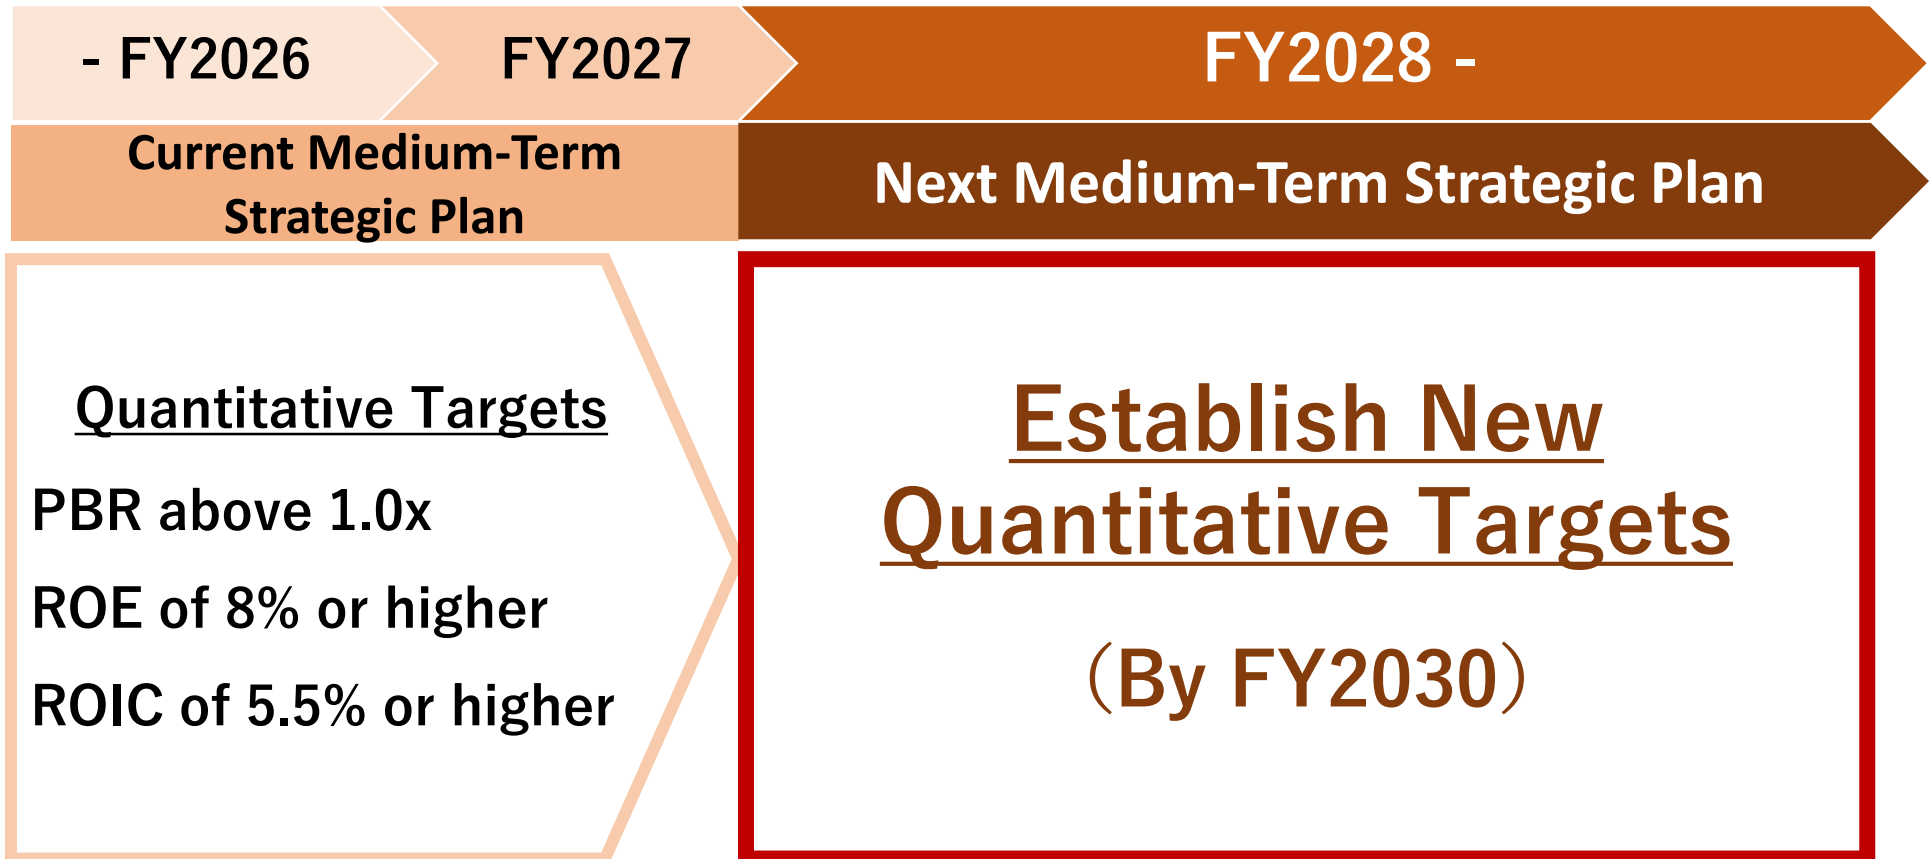 - FY2026
FY2027
FY2028 -
Current Medium-Term
Strategic Plan
Next Medium-Term Strategic Plan
Quantitative Targets
PBR above 1.0x
ROE of 8% or higher
ROIC of 5.5% or higher
Establish New
Quantitative Targets
（By FY2030）